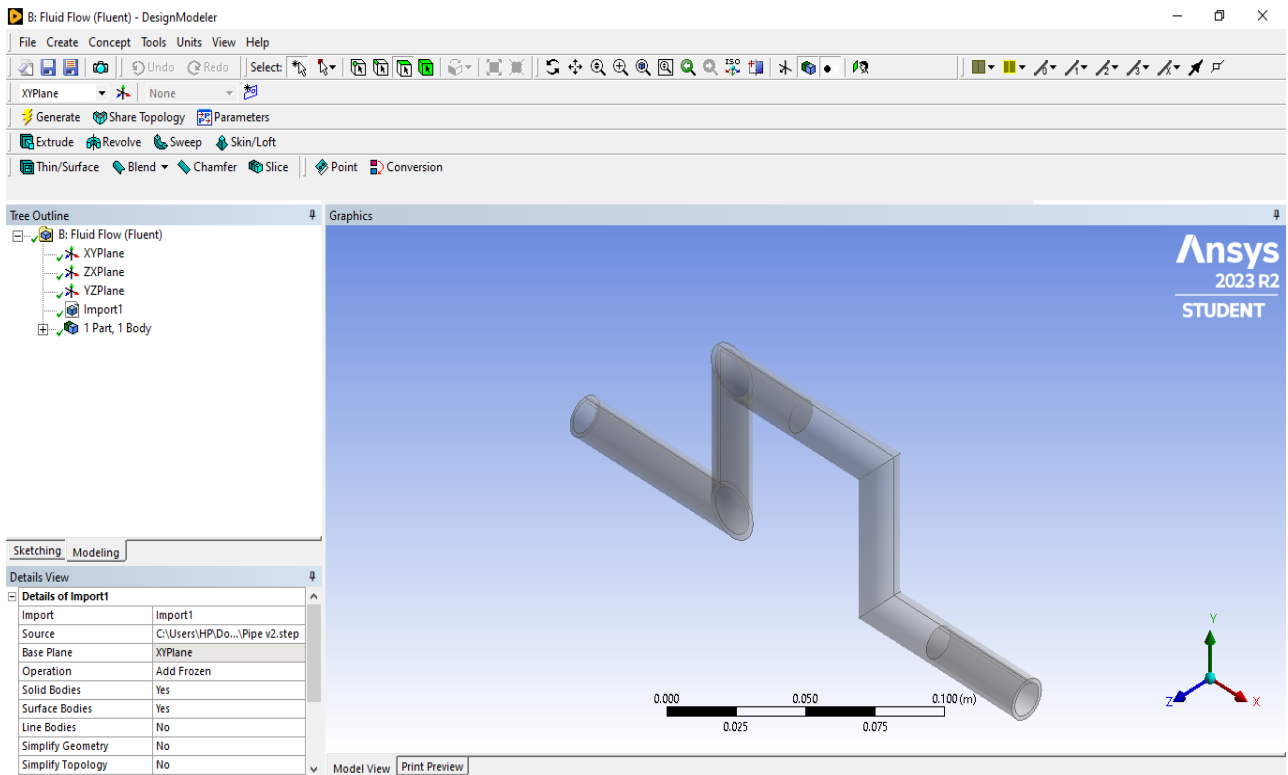 B: Fluid Flow (Fluent) - DesignModeler
File Create Concept Tools Units View Help
Undo Redo Select:
XYPlane None
Generate Share Topology Parameters
Extrude Revolve Sweep Skin/Loft
Thin/Surface Blend Chamfer Slice Point Conversion
Tree Outline
B: Fluid Flow (Fluent)
XYPlane
ZXPlane
YZPlane
Import1
1 Part, 1 Body
Sketching Modeling
Details View
Details of Import1
Import Import1
Source C:\Users\HP\Do...\Pipe v2.step
Base Plane XYPlane
Operation Add Frozen
Solid Bodies Yes
Surface Bodies Yes
Line Bodies No
Simplify Geometry No
Simplify Topology No
Graphics
Ansys
2023 R2
STUDENT
0.000 0.050 0.100 (m)
0.025 0.075
Y
Z X
Model View Print Preview